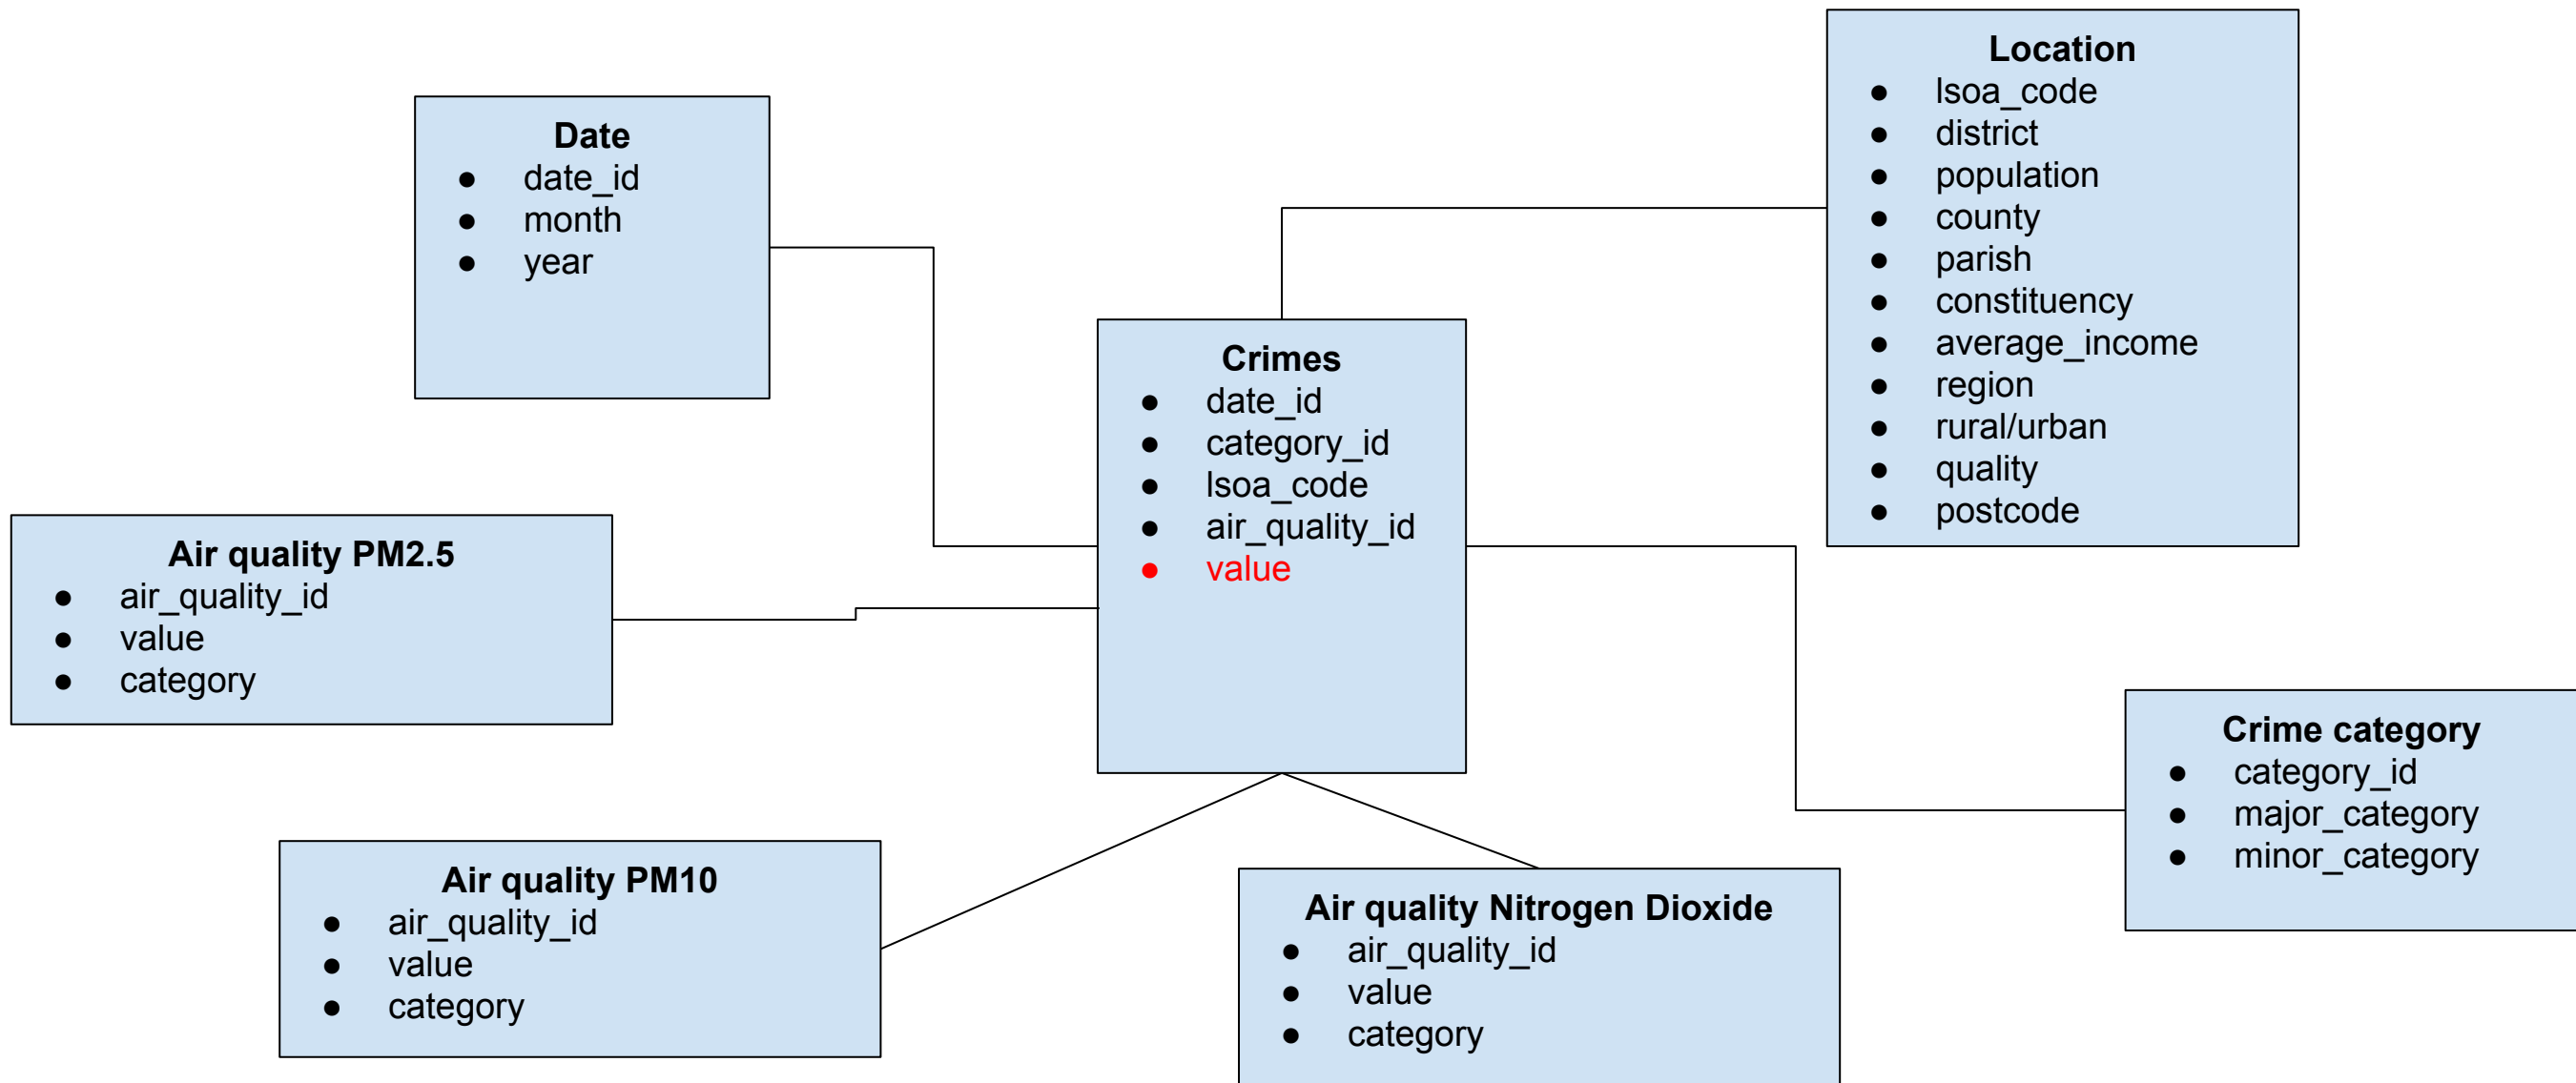 Location
● lsoa_code
● district
● population
● county
● parish
● constituency
● average_income
● region
● rural/urban
● quality
● postcode
Date
● date_id
● month
● year
Crimes
● date_id
● category_id
● lsoa_code
● air_quality_id
● value
Air quality PM2.5
● air_quality_id
● value
● category
Crime category
● category_id
● major_category
● minor_category
Air quality PM10
● air_quality_id
● value
● category
Air quality Nitrogen Dioxide
● air_quality_id
● value
● category